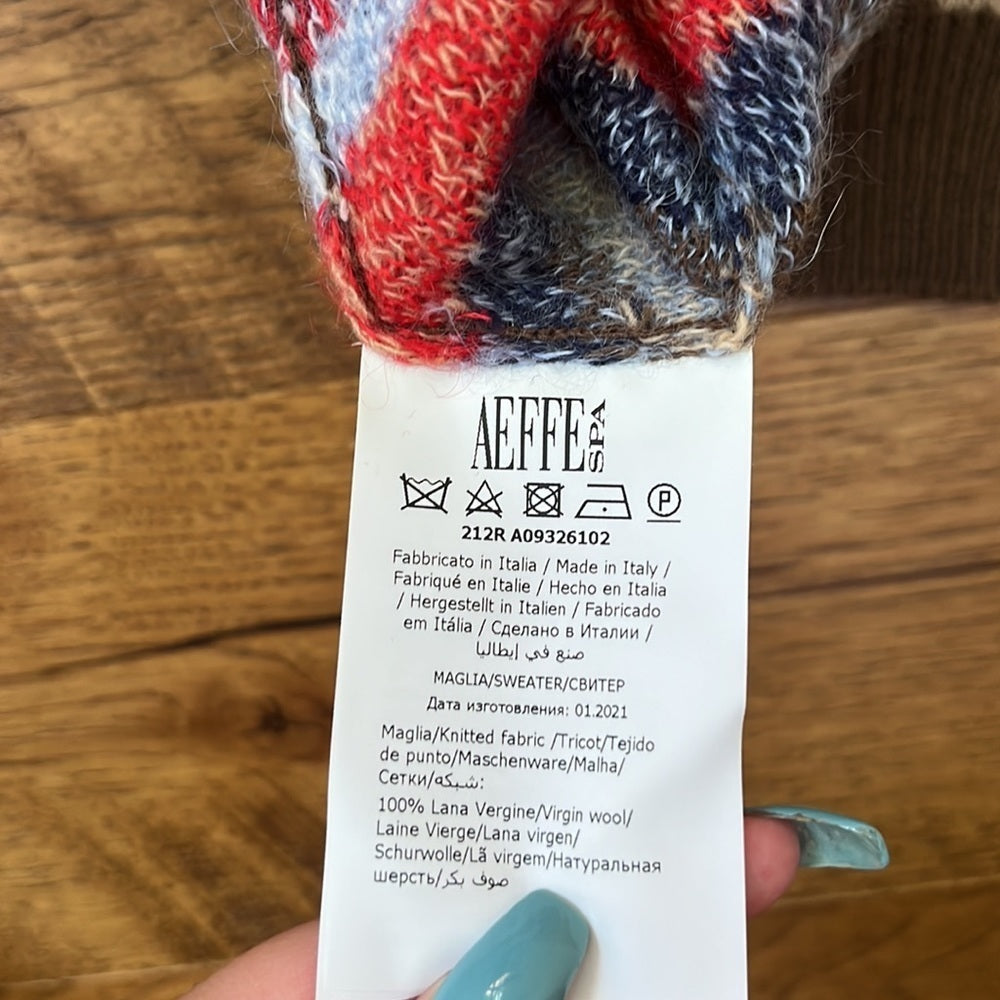 AEFFE SPA
P
212R A09326102
Fabbricato in Italia / Made in Italy /
Fabriqué en Italie / Hecho en Italia
/ Hergestellt in Italien / Fabricado
em Itália / Сделано в Италии /
صنع في إيطاليا
MAGLIA/SWEATER/СВИТЕР
Дата изготовления: 01.2021
Maglia/Knitted fabric /Tricot/Tejido
de punto/Maschenware/Malha/
Сетки/شبكه:
100% Lana Vergine/Virgin wool/
Laine Vierge/Lana virgen/
Schurwolle/Lã virgem/Натуральная
шерсть/صوف بكر